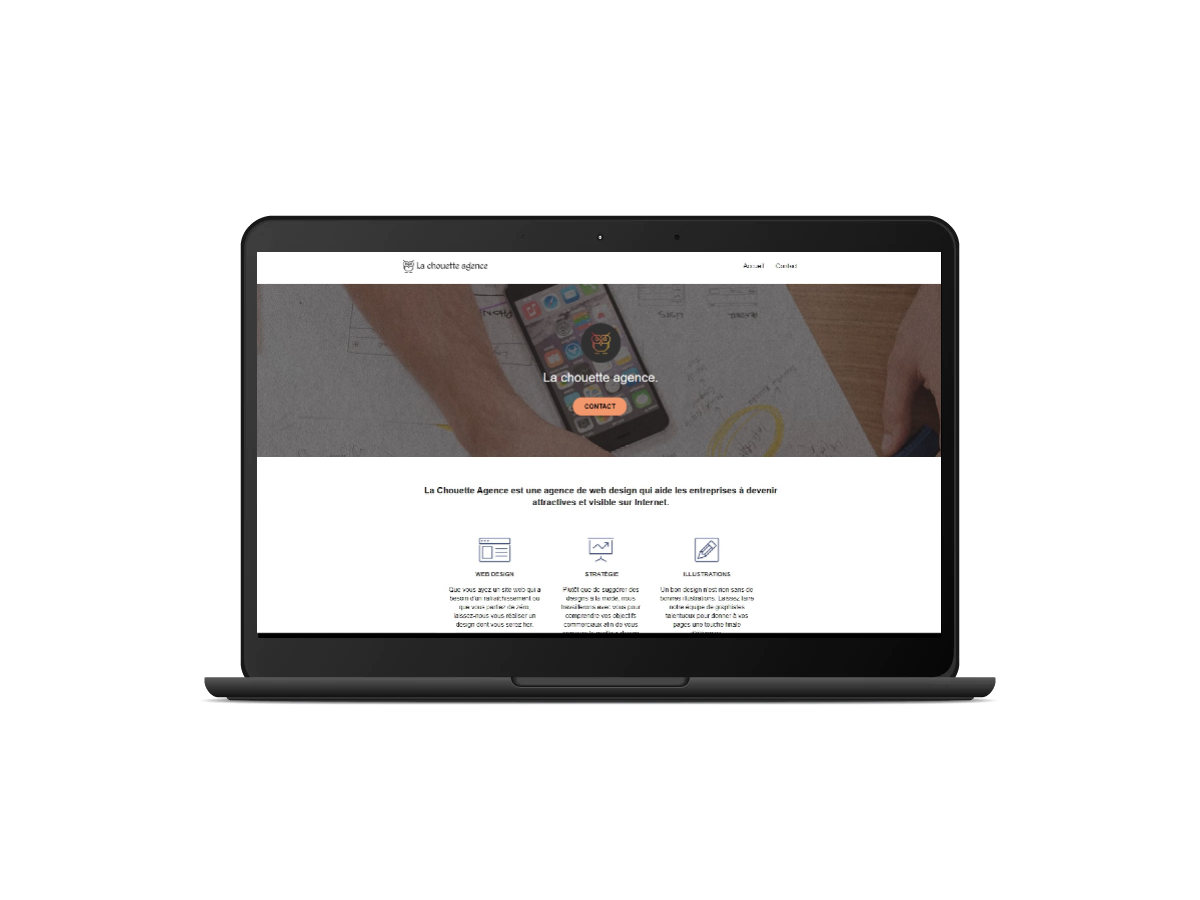 La chouette agence
Accueil Contact
La chouette agence.
CONTACT
La Chouette Agence est une agence de web design qui aide les entreprises à devenir
attractives et visible sur Internet.
WEB DESIGN
Que vous ayez un site web qui a
besoin d'un rafraichissement ou
que vous partiez de zéro,
laissez-nous vous réaliser un
design dont vous serez fier.
STRATÉGIE
Plutôt que de suggérer des
designs à la mode, nous
travaillerons avec vous pour
comprendre vos objectifs
commerciaux afin de vous
ILLUSTRATIONS
Un bon design n'est rien sans de
bonnes illustrations. Laissez faire
notre équipe de graphistes
talentueux pour donner à vos
pages une touche finale